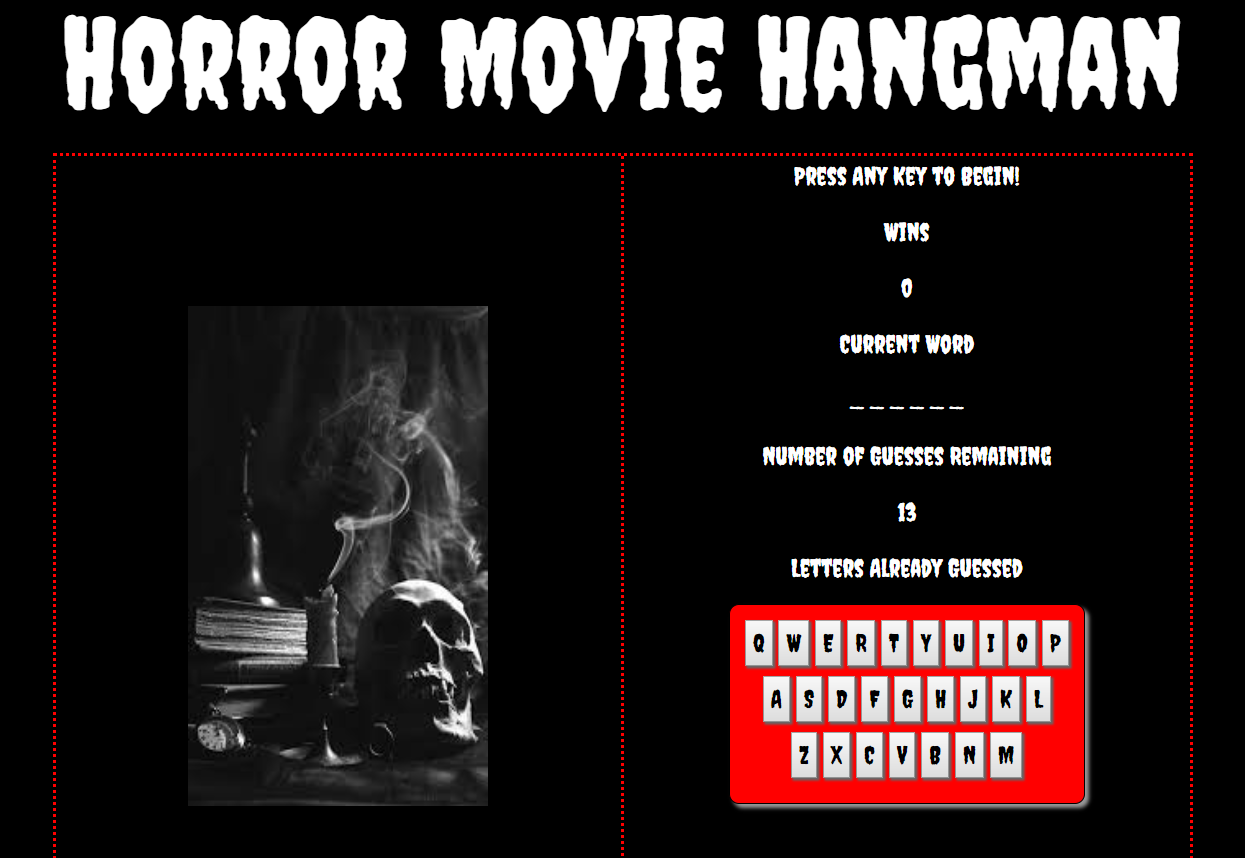 HORROR MOVIE HANGMAN
PRESS ANY KEY TO BEGIN!
WINS
0
CURRENT WORD
_ _ _ _ _ _
NUMBER OF GUESSES REMAINING
13
LETTERS ALREADY GUESSED
Q W E R T Y U I O P
A S D F G H J K L
Z X C V B N M